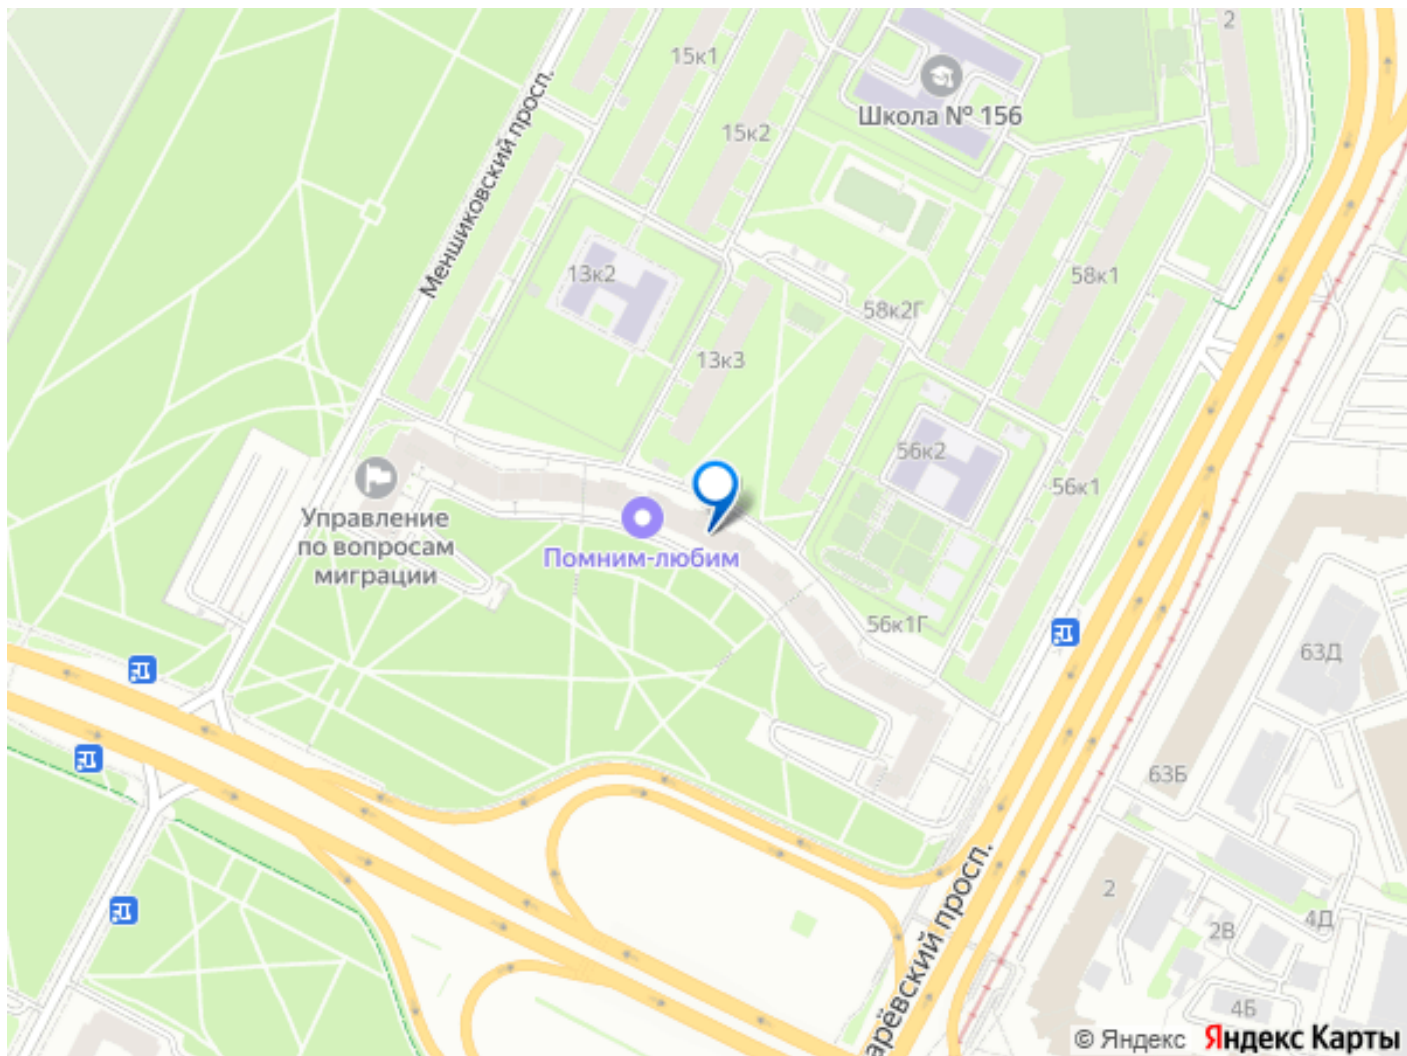 2
15к1
15к2
Школа № 156
Меншиковский просп.
13к2
58к1
58к2Г
13к3
56к2
56к1
Управление
по вопросам
миграции
Помним-любим
56к1Г
63Д
63Б
арёвский просп.
2
2В
4Д
4Б
© Яндекс Яндекс Карты